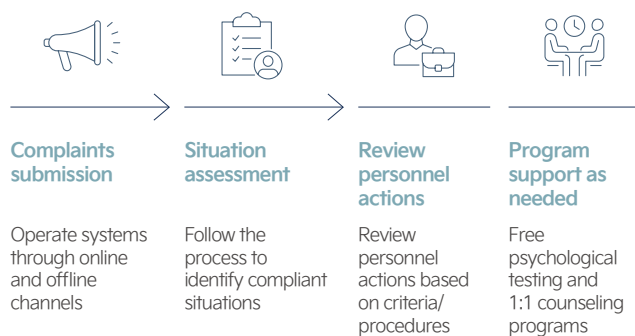 Complaints
submission
Operate systems
through online
and offline
channels
Situation
assessment
Follow the
process to
identify compliant
situations
Review
personnel
actions
Review
personnel
actions based
on criteria/
procedures
Program
support as
needed
Free
psychological
testing and
1:1 counseling
programs